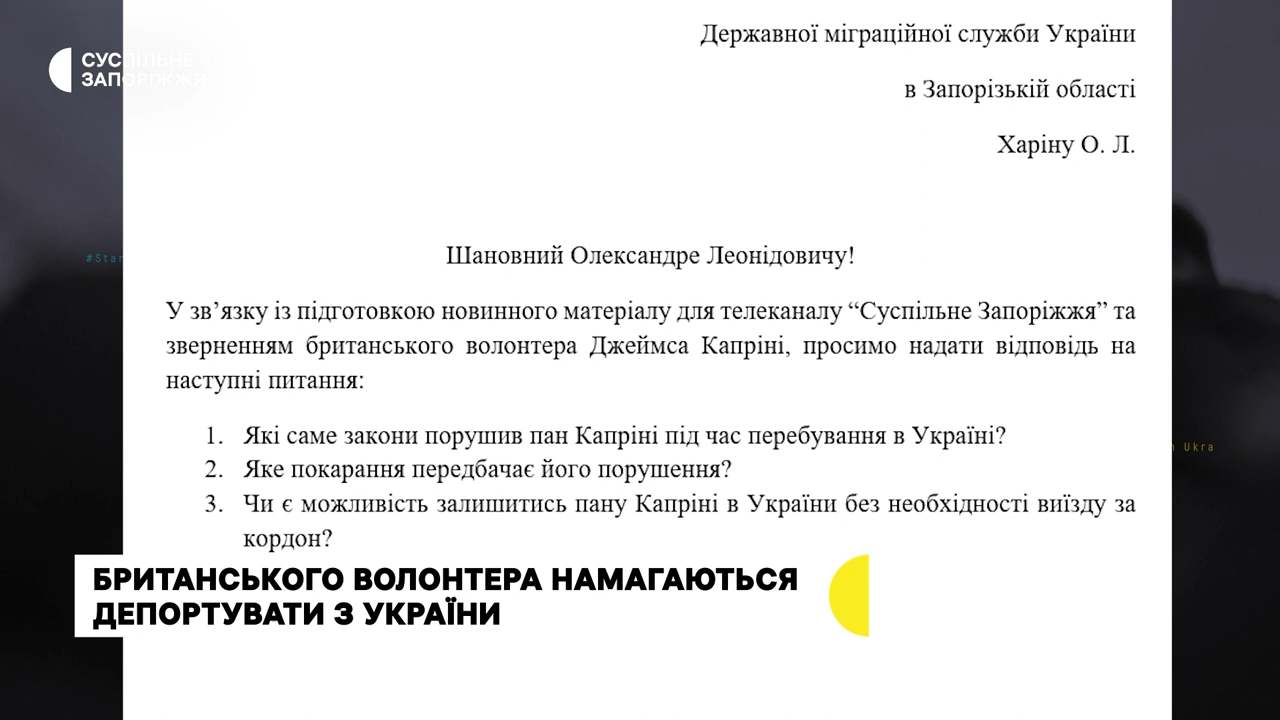 СУСПІЛЬНЕ
ЗАПОРІЖЖЯ
Державної міграційної служби України
в Запорізькій області
Харіну О. Л.
Шановний Олександре Леонідовичу!
#Star
У зв’язку із підготовкою новинного матеріалу для телеканалу “Суспільне Запоріжжя” та
зверненням британського волонтера Джеймса Капріні, просимо надати відповідь на
наступні питання:
1. Які саме закони порушив пан Капріні під час перебування в Україні?
Ukra
2. Яке покарання передбачає його порушення?
3. Чи є можливість залишитись пану Капріні в України без необхідності виїзду за
кордон?
БРИТАНСЬКОГО ВОЛОНТЕРА НАМАГАЮТЬСЯ
ДЕПОРТУВАТИ З УКРАЇНИ